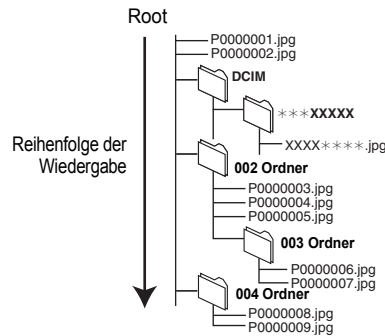 Root
P0000001.jpg
P0000002.jpg
DCIM
∗∗∗XXXXX
XXXX∗∗∗∗.jpg
Reihenfolge der
Wiedergabe
002 Ordner
P0000003.jpg
P0000004.jpg
P0000005.jpg
003 Ordner
P0000006.jpg
P0000007.jpg
004 Ordner
P0000008.jpg
P0000009.jpg